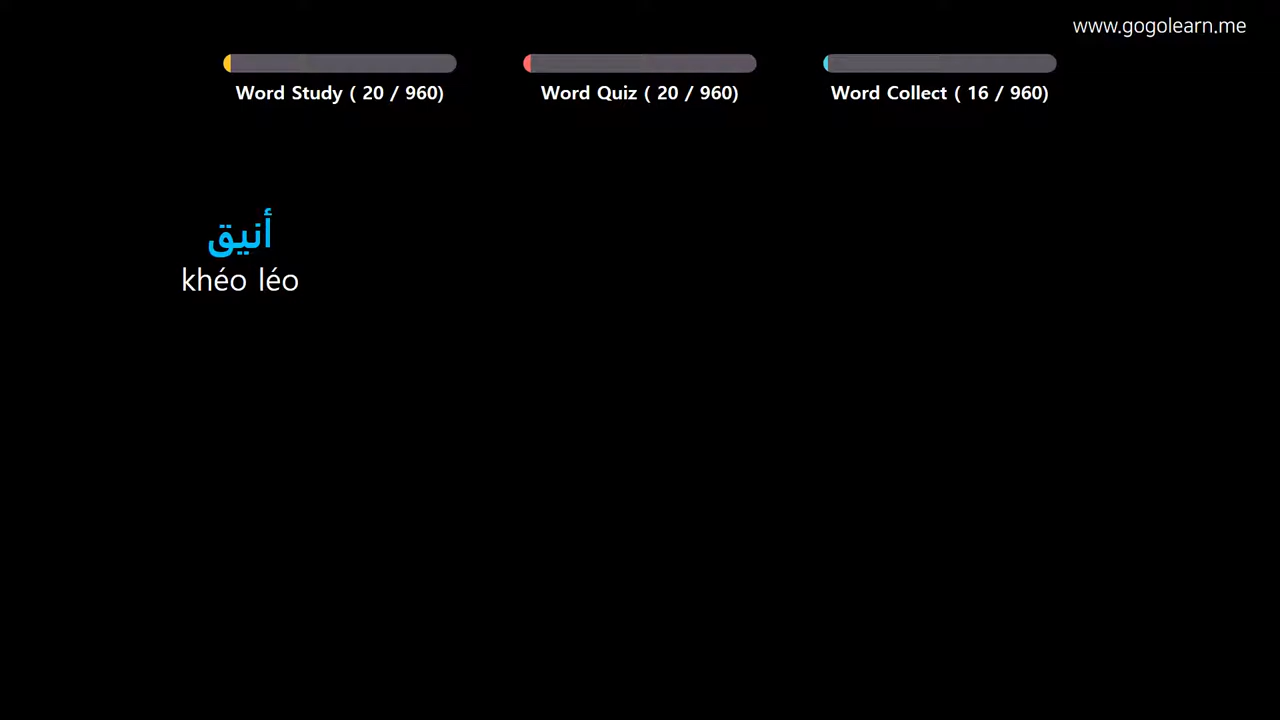 www.gogolearn.me
Word Study ( 20 / 960)
Word Quiz ( 20 / 960)
Word Collect ( 16 / 960)
أنيق
khéo léo